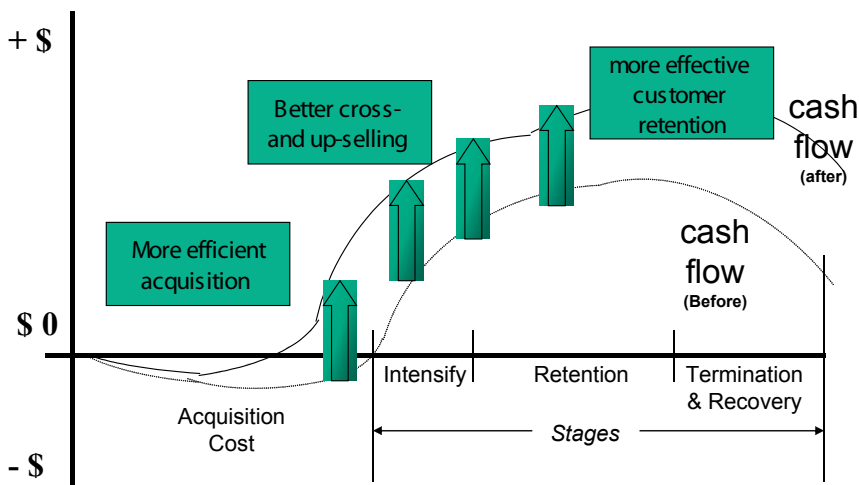 + $
more effective
customer
retention
Better cross-
and up-selling
cash
flow
(after)
More efficient
acquisition
cash
flow
(Before)
$ 0
Intensify
Retention
Termination
& Recovery
Acquisition
Cost
Stages
- $